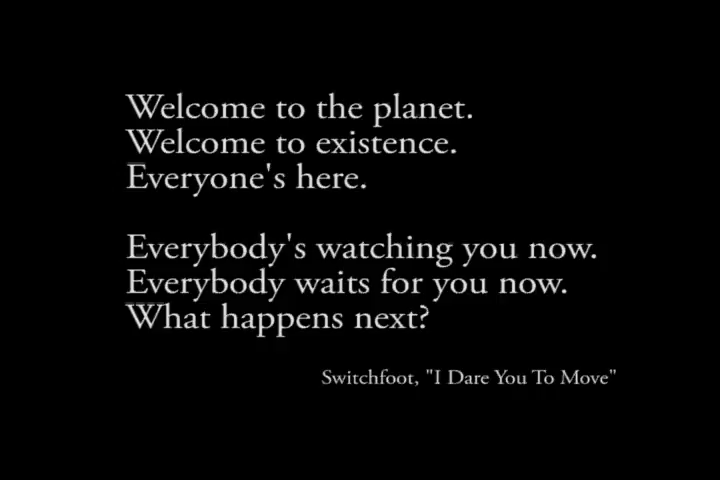 Welcome to the planet.
Welcome to existence.
Everyone's here.
Everybody's watching you now.
Everybody waits for you now.
What happens next?
Switchfoot, "I Dare You To Move"